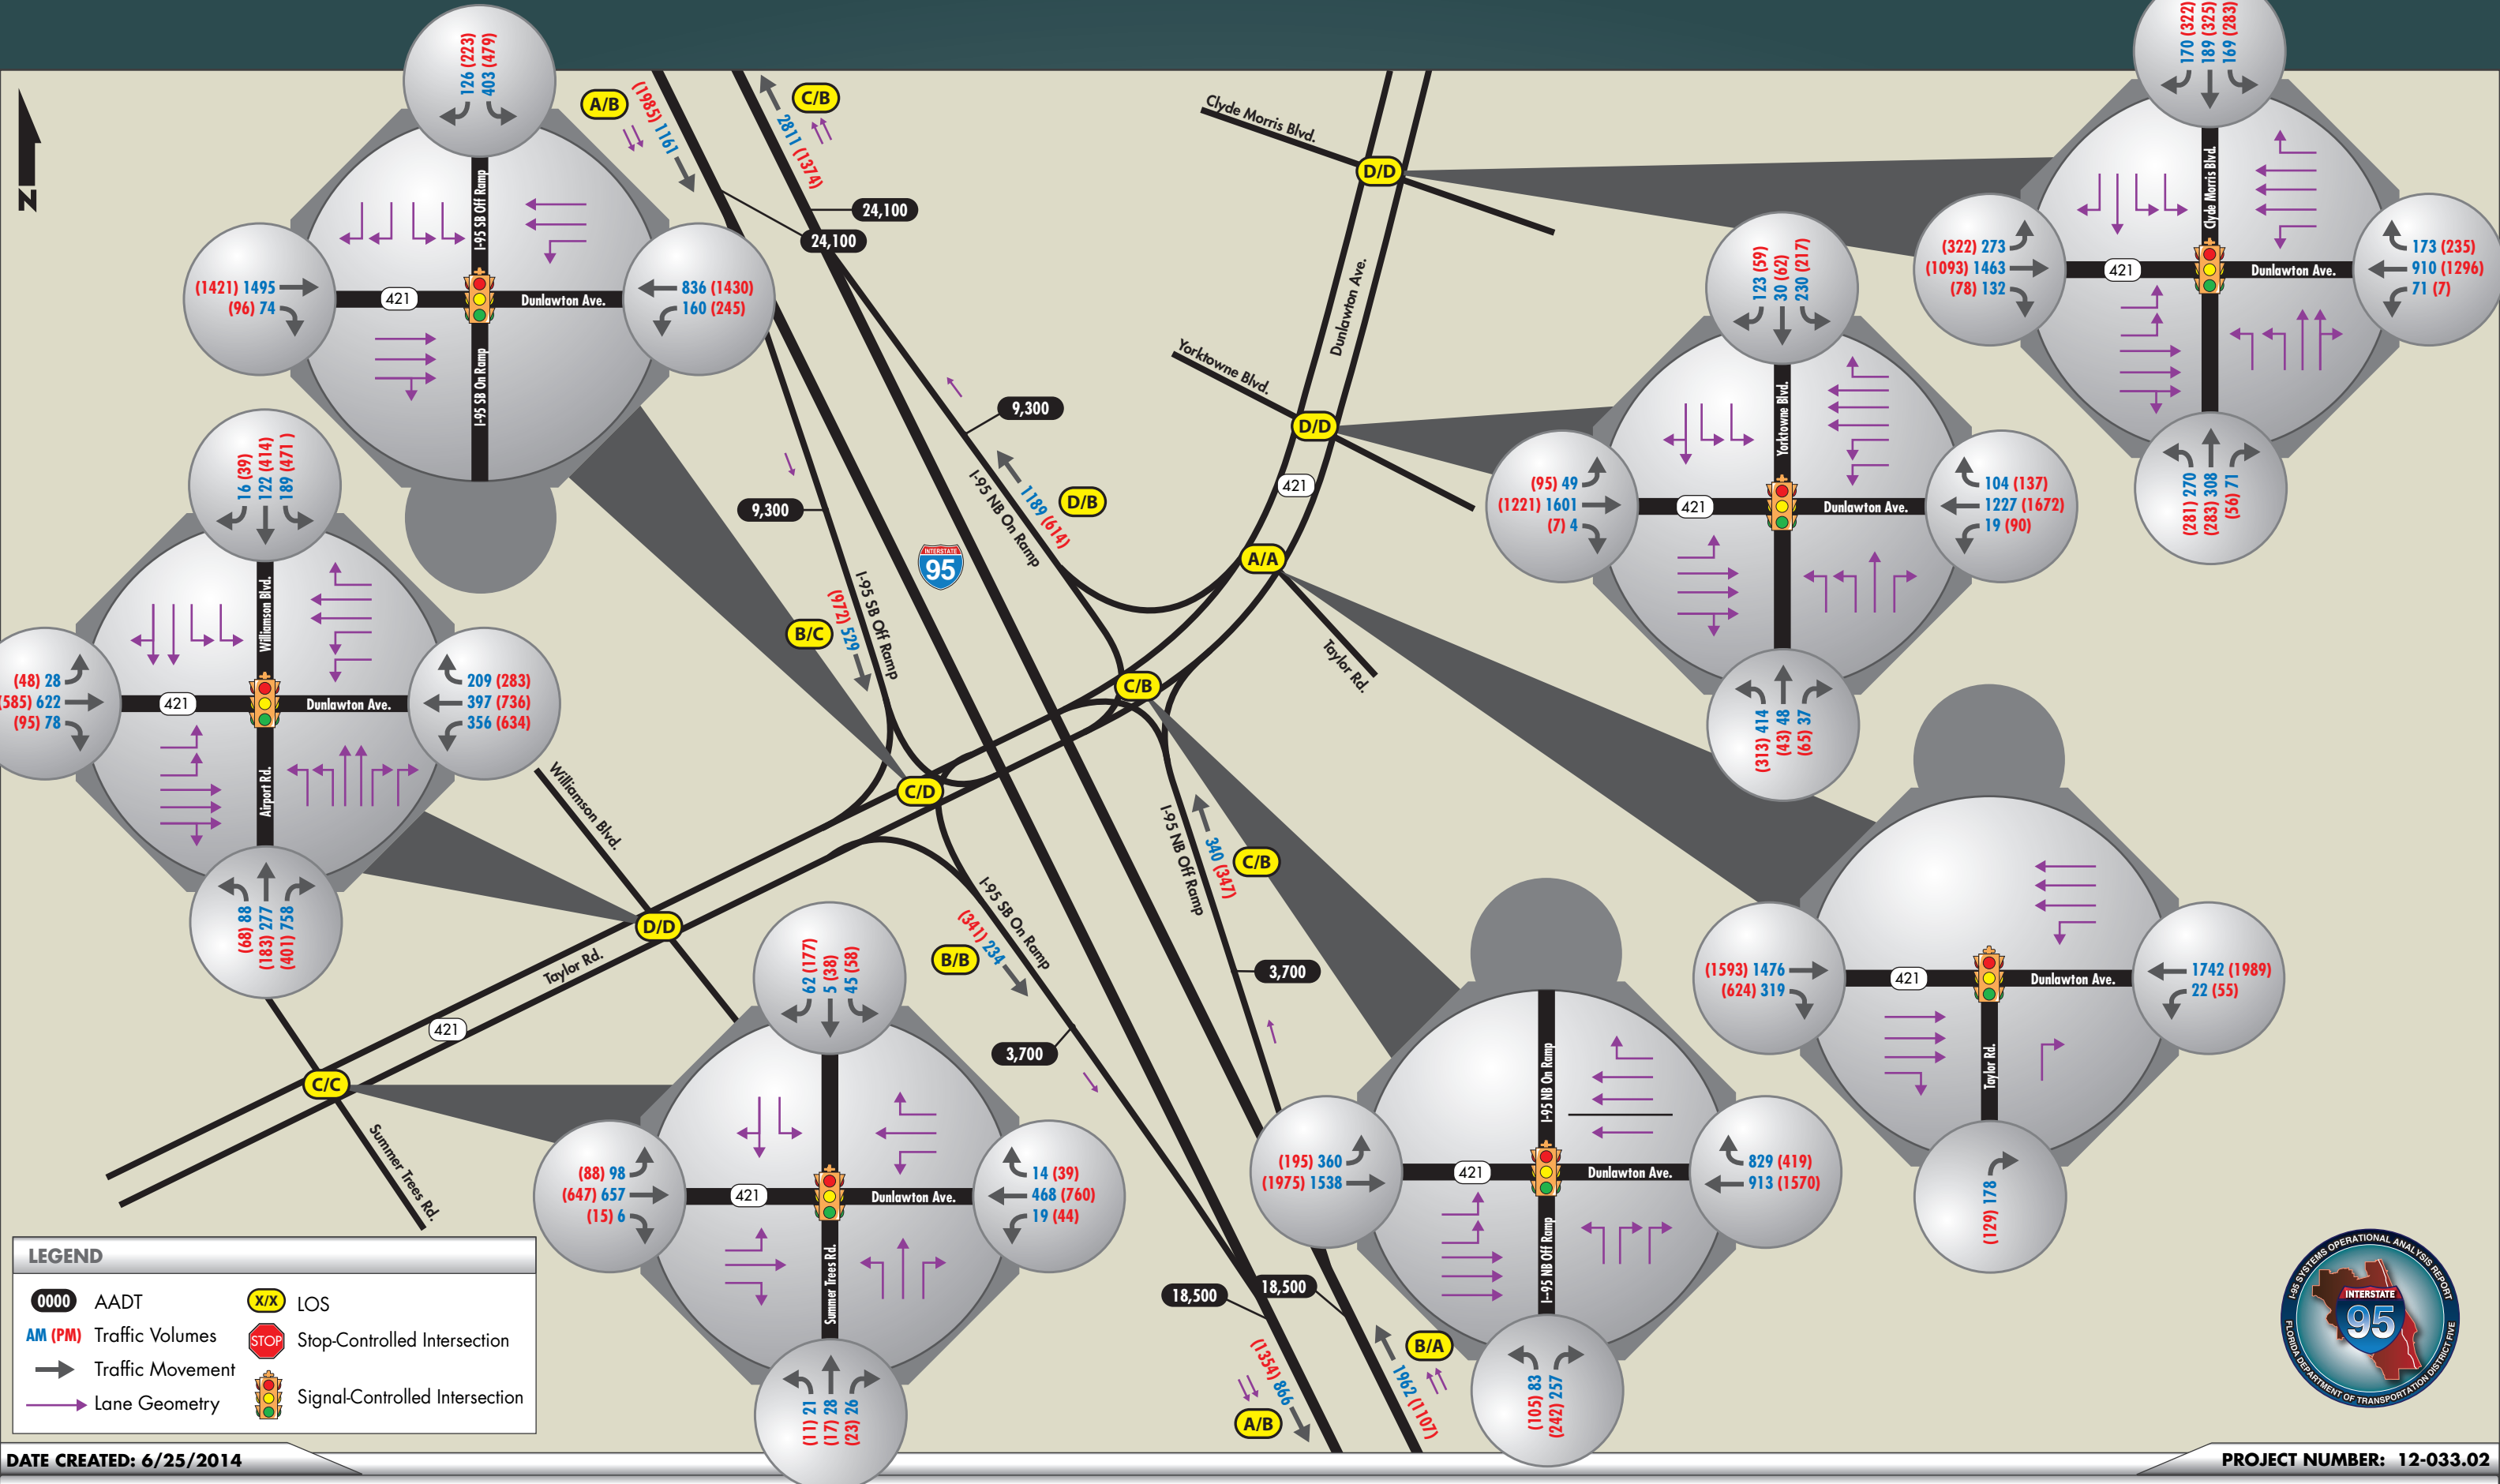 126 (223)
403 (479)
I-95 SB Off Ramp
(1421) 1495
(96) 74
421
Dunlawton Ave.
836 (1430)
160 (245)
I-95 SB On Ramp
N
A/B
(1985) 1161
C/B
2811 (1374)
24,100
24,100
Clyde Morris Blvd.
D/D
170 (322)
189 (325)
169 (283)
Clyde Morris Blvd.
(322) 273
(1093) 1463
(78) 132
421
Dunlawton Ave.
173 (235)
910 (1296)
71 (7)
(281) 270
(283) 308
(56) 71
Dunlawton Ave.
Yorktowne Blvd.
D/D
421
123 (59)
30 (62)
230 (217)
Yorktowne Blvd.
(95) 49
(1221) 1601
(7) 4
421
Dunlawton Ave.
104 (137)
1227 (1672)
19 (90)
(313) 414
(43) 48
(65) 37
9,300
I-95 NB On Ramp
1189 (614)
D/B
9,300
INTERSTATE
95
I-95 SB Off Ramp
(972) 529
B/C
A/A
Taylor Rd.
C/B
C/D
16 (39)
122 (414)
189 (471 )
Williamson Blvd.
(48) 28
(585) 622
(95) 78
421
Dunlawton Ave.
209 (283)
397 (736)
356 (634)
Airport Rd.
(68) 88
(183) 277
(401) 758
Williamson Blvd.
D/D
Taylor Rd.
421
C/C
Summer Trees Rd.
I-95 SB On Ramp
(341) 234
B/B
3,700
I-95 NB Off Ramp
340 (347)
C/B
3,700
62 (177)
5 (38)
45 (58)
(88) 98
(647) 657
(15) 6
421
Dunlawton Ave.
14 (39)
468 (760)
19 (44)
Summer Trees Rd.
(11) 21
(17) 28
(23) 26
(1593) 1476
(624) 319
421
Dunlawton Ave.
1742 (1989)
22 (55)
Taylor Rd.
(129) 178
I-95 NB On Ramp
(195) 360
(1975) 1538
421
Dunlawton Ave.
829 (419)
913 (1570)
I--95 NB Off Ramp
(105) 83
(242) 257
18,500
18,500
(1354) 866
A/B
1962 (1107)
B/A
LEGEND
0000 AADT
X/X LOS
AM (PM) Traffic Volumes
STOP Stop-Controlled Intersection
Traffic Movement
Lane Geometry
Signal-Controlled Intersection
I-95 SYSTEMS OPERATIONAL ANALYSIS REPORT
INTERSTATE
95
FLORIDA DEPARTMENT OF TRANSPORTATION DISTRICT FIVE
DATE CREATED: 6/25/2014
PROJECT NUMBER: 12-033.02